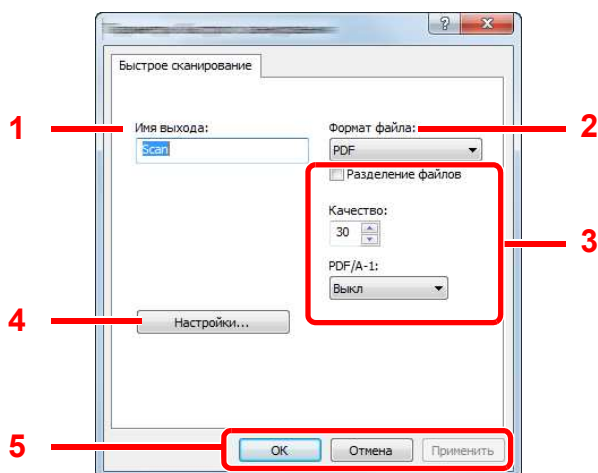 Быстрое сканирование
1
Имя выхода:
Scan
Формат файла:
2
PDF
Разделение файлов
Качество:
30
3
PDF/A-1:
Выкл
4
Настройки...
5
ОК
Отмена
Применить